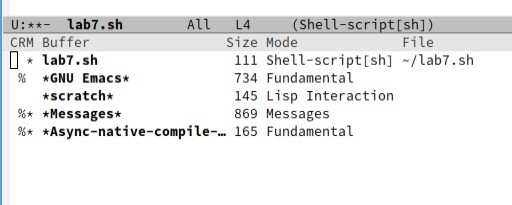 U:**-  lab7.sh        All   L4     (Shell-script[sh])
CRM Buffer                Size Mode             File
  * lab7.sh                111 Shell-script[sh] ~/lab7.sh
 %  *GNU Emacs*            734 Fundamental
    *scratch*              145 Lisp Interaction
 %* *Messages*             869 Messages
 %* *Async-native-compile-… 165 Fundamental